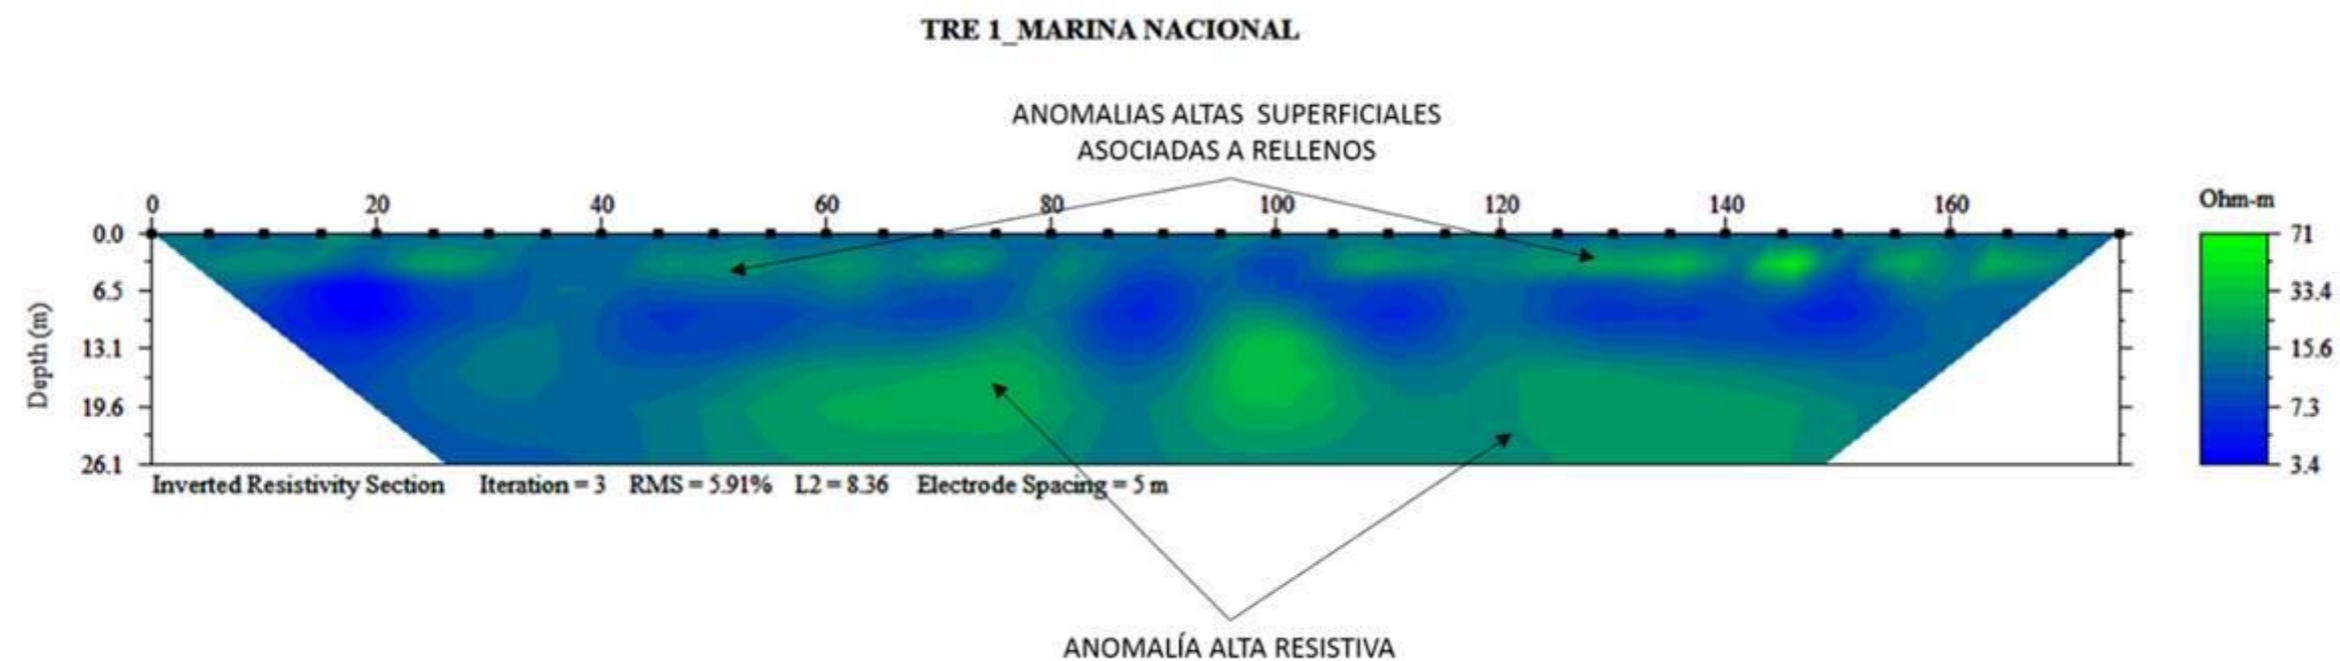 TRE 1_MARINA NACIONAL
ANOMALIAS ALTAS SUPERFICIALES
ASOCIADAS A RELLENOS
0 20 40 60 80 100 120 140 160
Ohm-m
Depth (m)
0.0
6.5
13.1
19.6
26.1
71
33.4
15.6
7.3
3.4
Inverted Resistivity Section Iteration = 3 RMS = 5.91% L2 = 8.36 Electrode Spacing = 5 m
ANOMALÍA ALTA RESISTIVA